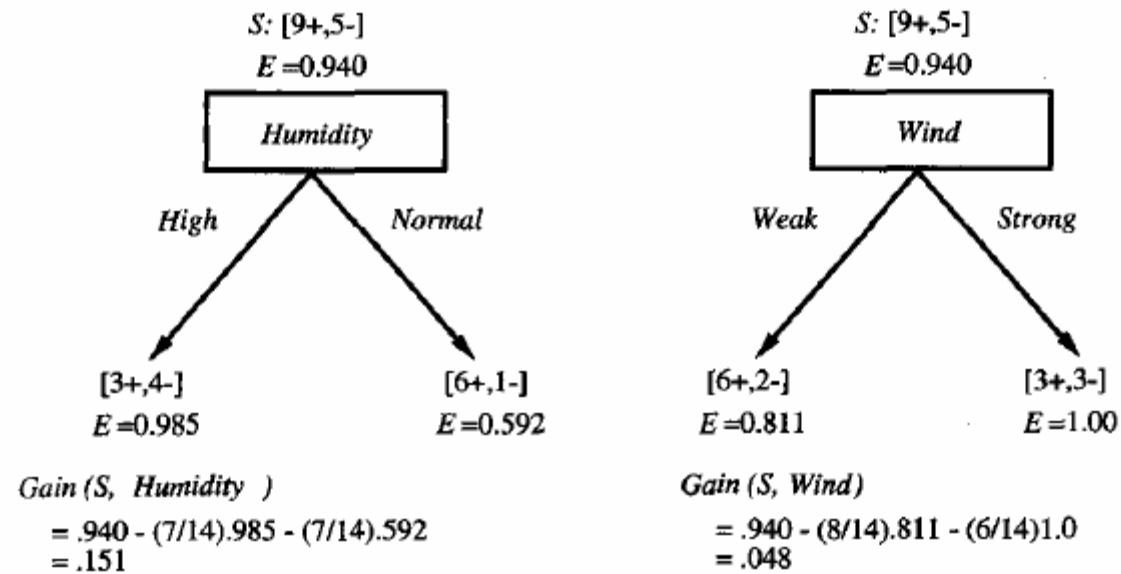 S: [9+,5-]
E =0.940
Humidity
High
Normal
[3+,4-]
E =0.985
[6+,1-]
E =0.592
Gain (S, Humidity )
= .940 - (7/14).985 - (7/14).592
= .151
S: [9+,5-]
E =0.940
Wind
Weak
Strong
[6+,2-]
E =0.811
[3+,3-]
E =1.00
Gain (S, Wind)
= .940 - (8/14).811 - (6/14)1.0
= .048